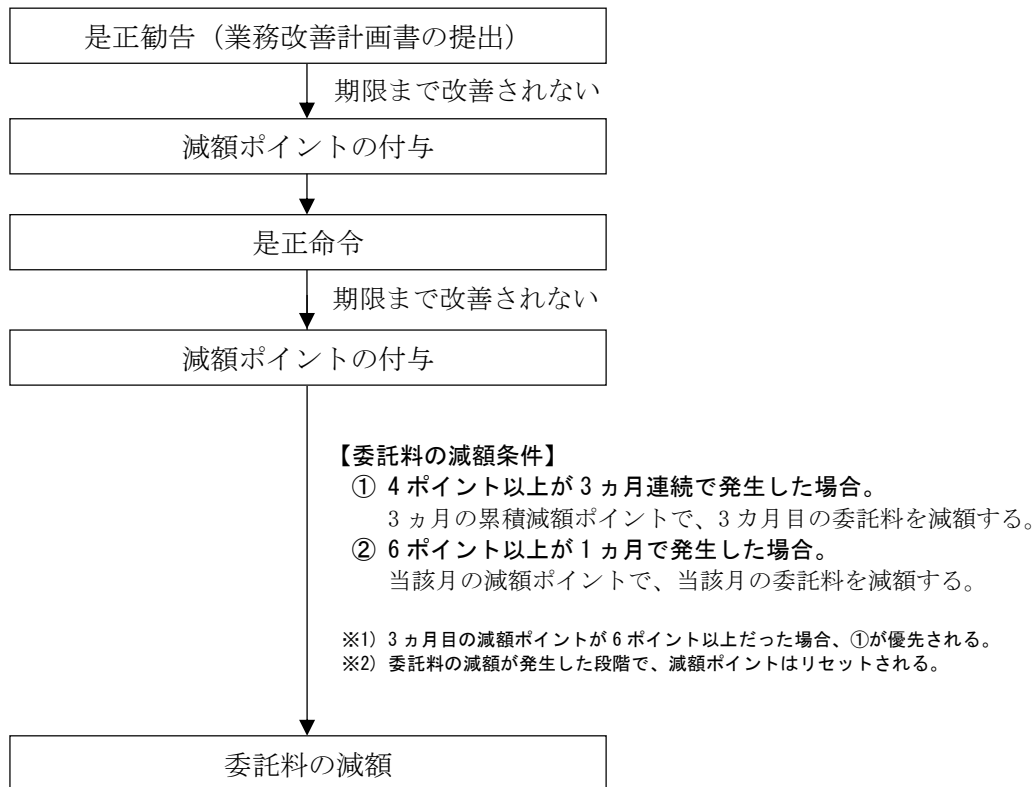 是正勧告（業務改善計画書の提出）
期限まで改善されない
減額ポイントの付与
是正命令
期限まで改善されない
減額ポイントの付与
【委託料の減額条件】
① 4 ポイント以上が 3 ヵ月連続で発生した場合。
3 ヵ月の累積減額ポイントで、3 カ月目の委託料を減額する。
② 6 ポイント以上が 1 ヵ月で発生した場合。
当該月の減額ポイントで、当該月の委託料を減額する。
※1) 3 ヵ月目の減額ポイントが 6 ポイント以上だった場合、①が優先される。
※2) 委託料の減額が発生した段階で、減額ポイントはリセットされる。
委託料の減額